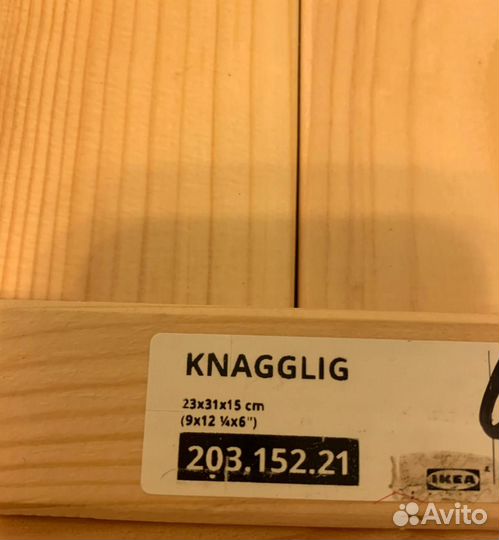 KNAGGLIG
23x31x15 cm
(9x12 ¼x6")
203.152.21
IKEA
Avito